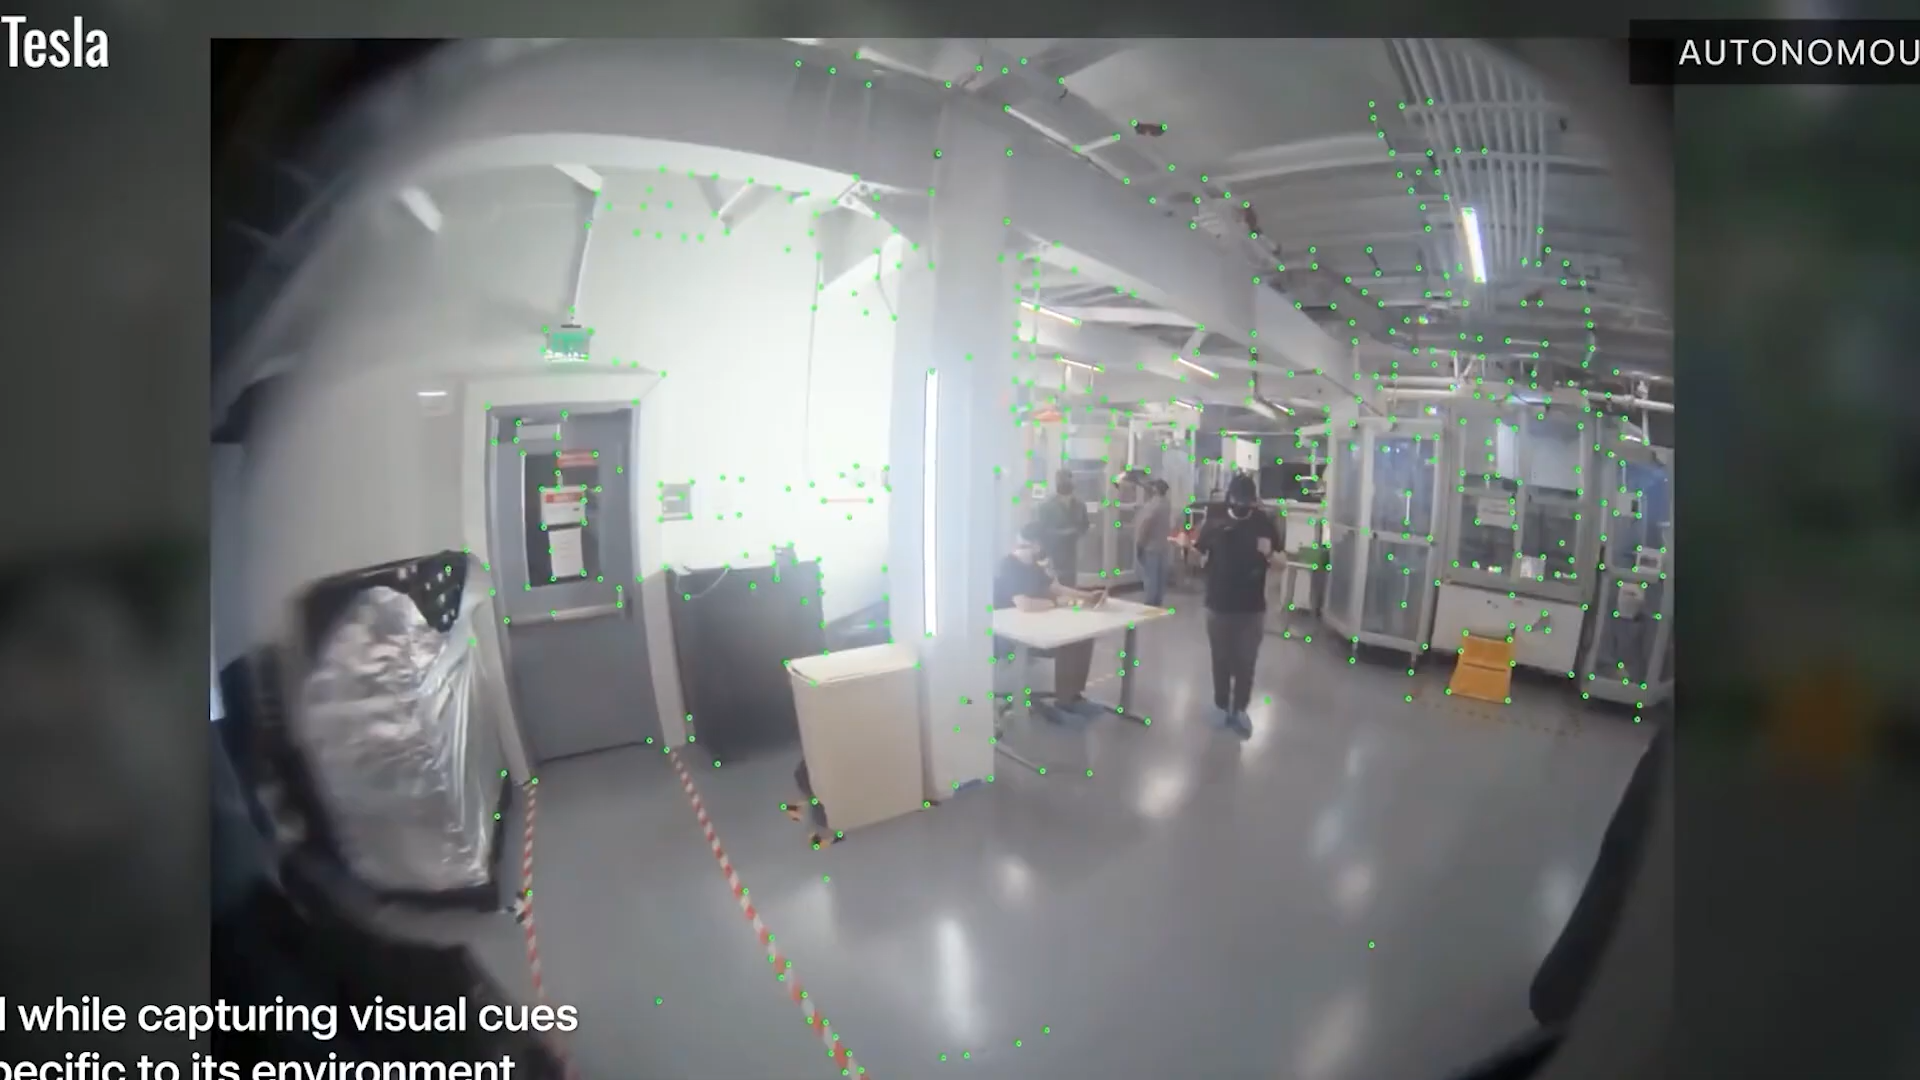 Tesla
AUTONOMOU
l while capturing visual cues
pecific to its environment